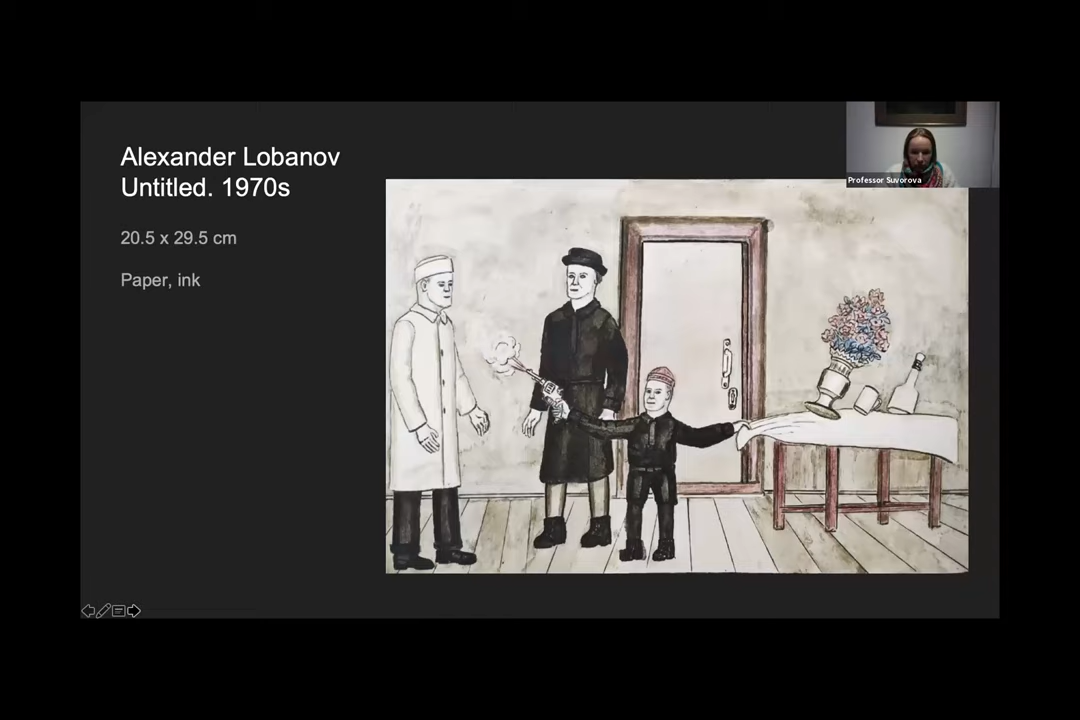 Alexander Lobanov
Untitled. 1970s
20.5 x 29.5 cm
Paper, ink
Professor Suvorova